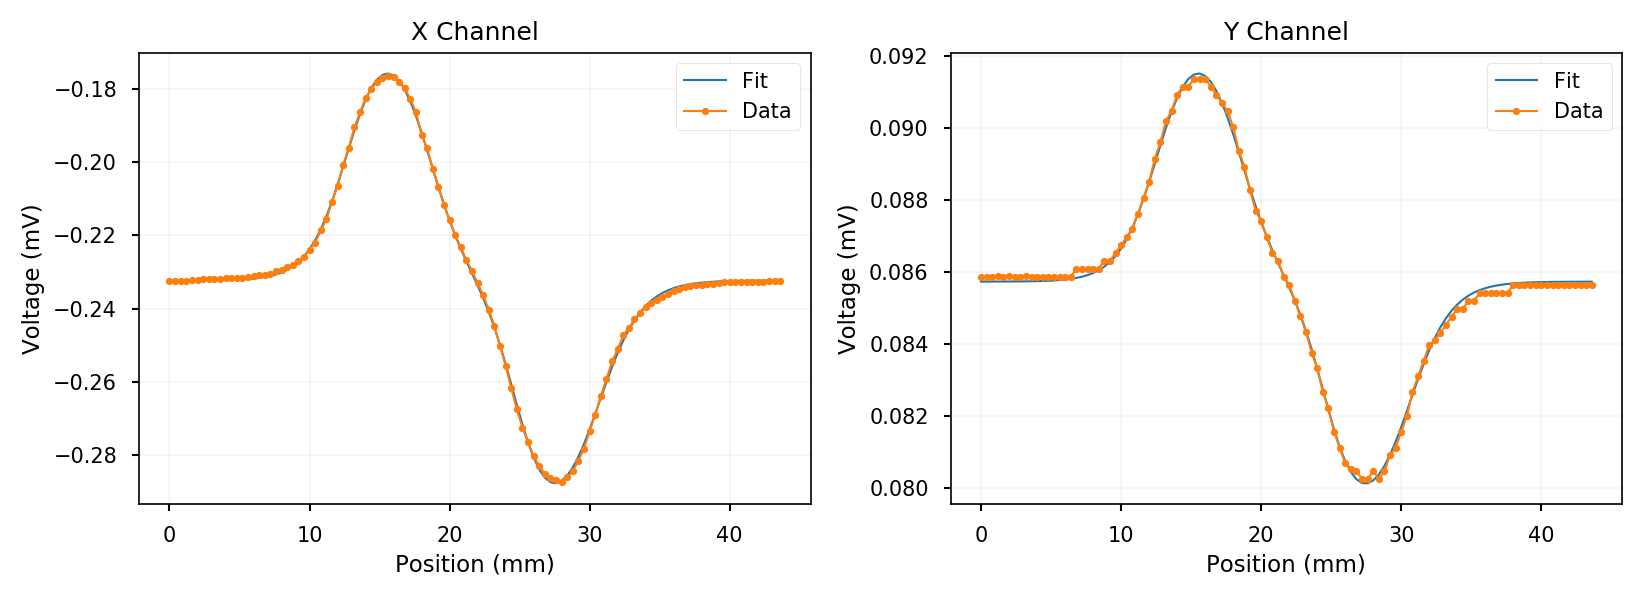 X Channel
Fit
Data
−0.18
−0.20
−0.22
−0.24
−0.26
−0.28
Voltage (mV)
0
10
20
30
40
Position (mm)
Y Channel
Fit
Data
0.092
0.090
0.088
0.086
0.084
0.082
0.080
Voltage (mV)
0
10
20
30
40
Position (mm)